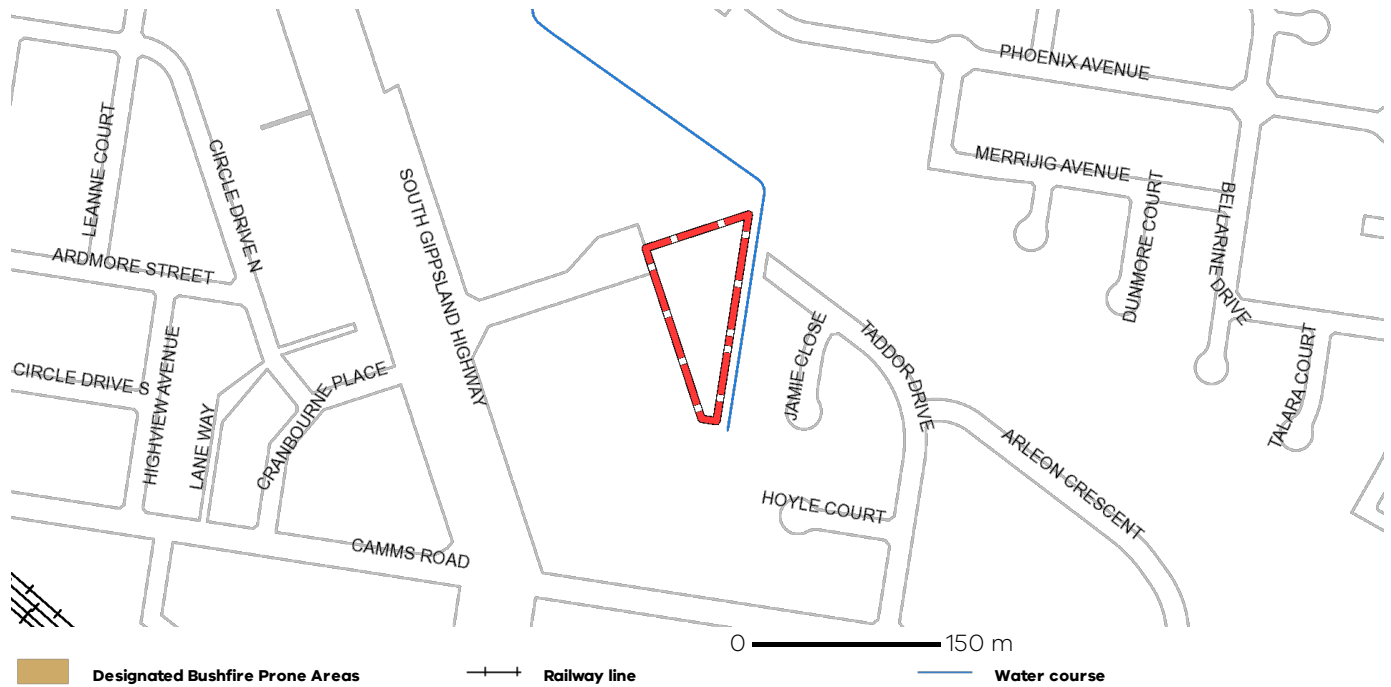 PHOENIX AVENUE
LEANNE COURT
CIRCLE DRIVE N
MERRIJIG AVENUE
SOUTH GIPPSLAND HIGHWAY
DUNMORE COURT
BELLARINE DRIVE
ARDMORE STREET
JAMIE CLOSE
TADDOR DRIVE
TALARA COURT
CIRCLE DRIVE S
HIGHVIEW AVENUE
LANE WAY
CRANBOURNE PLACE
ARLEON CRESCENT
HOYLE COURT
CAMMS ROAD
0 150 m
Designated Bushfire Prone Areas
Railway line
Water course